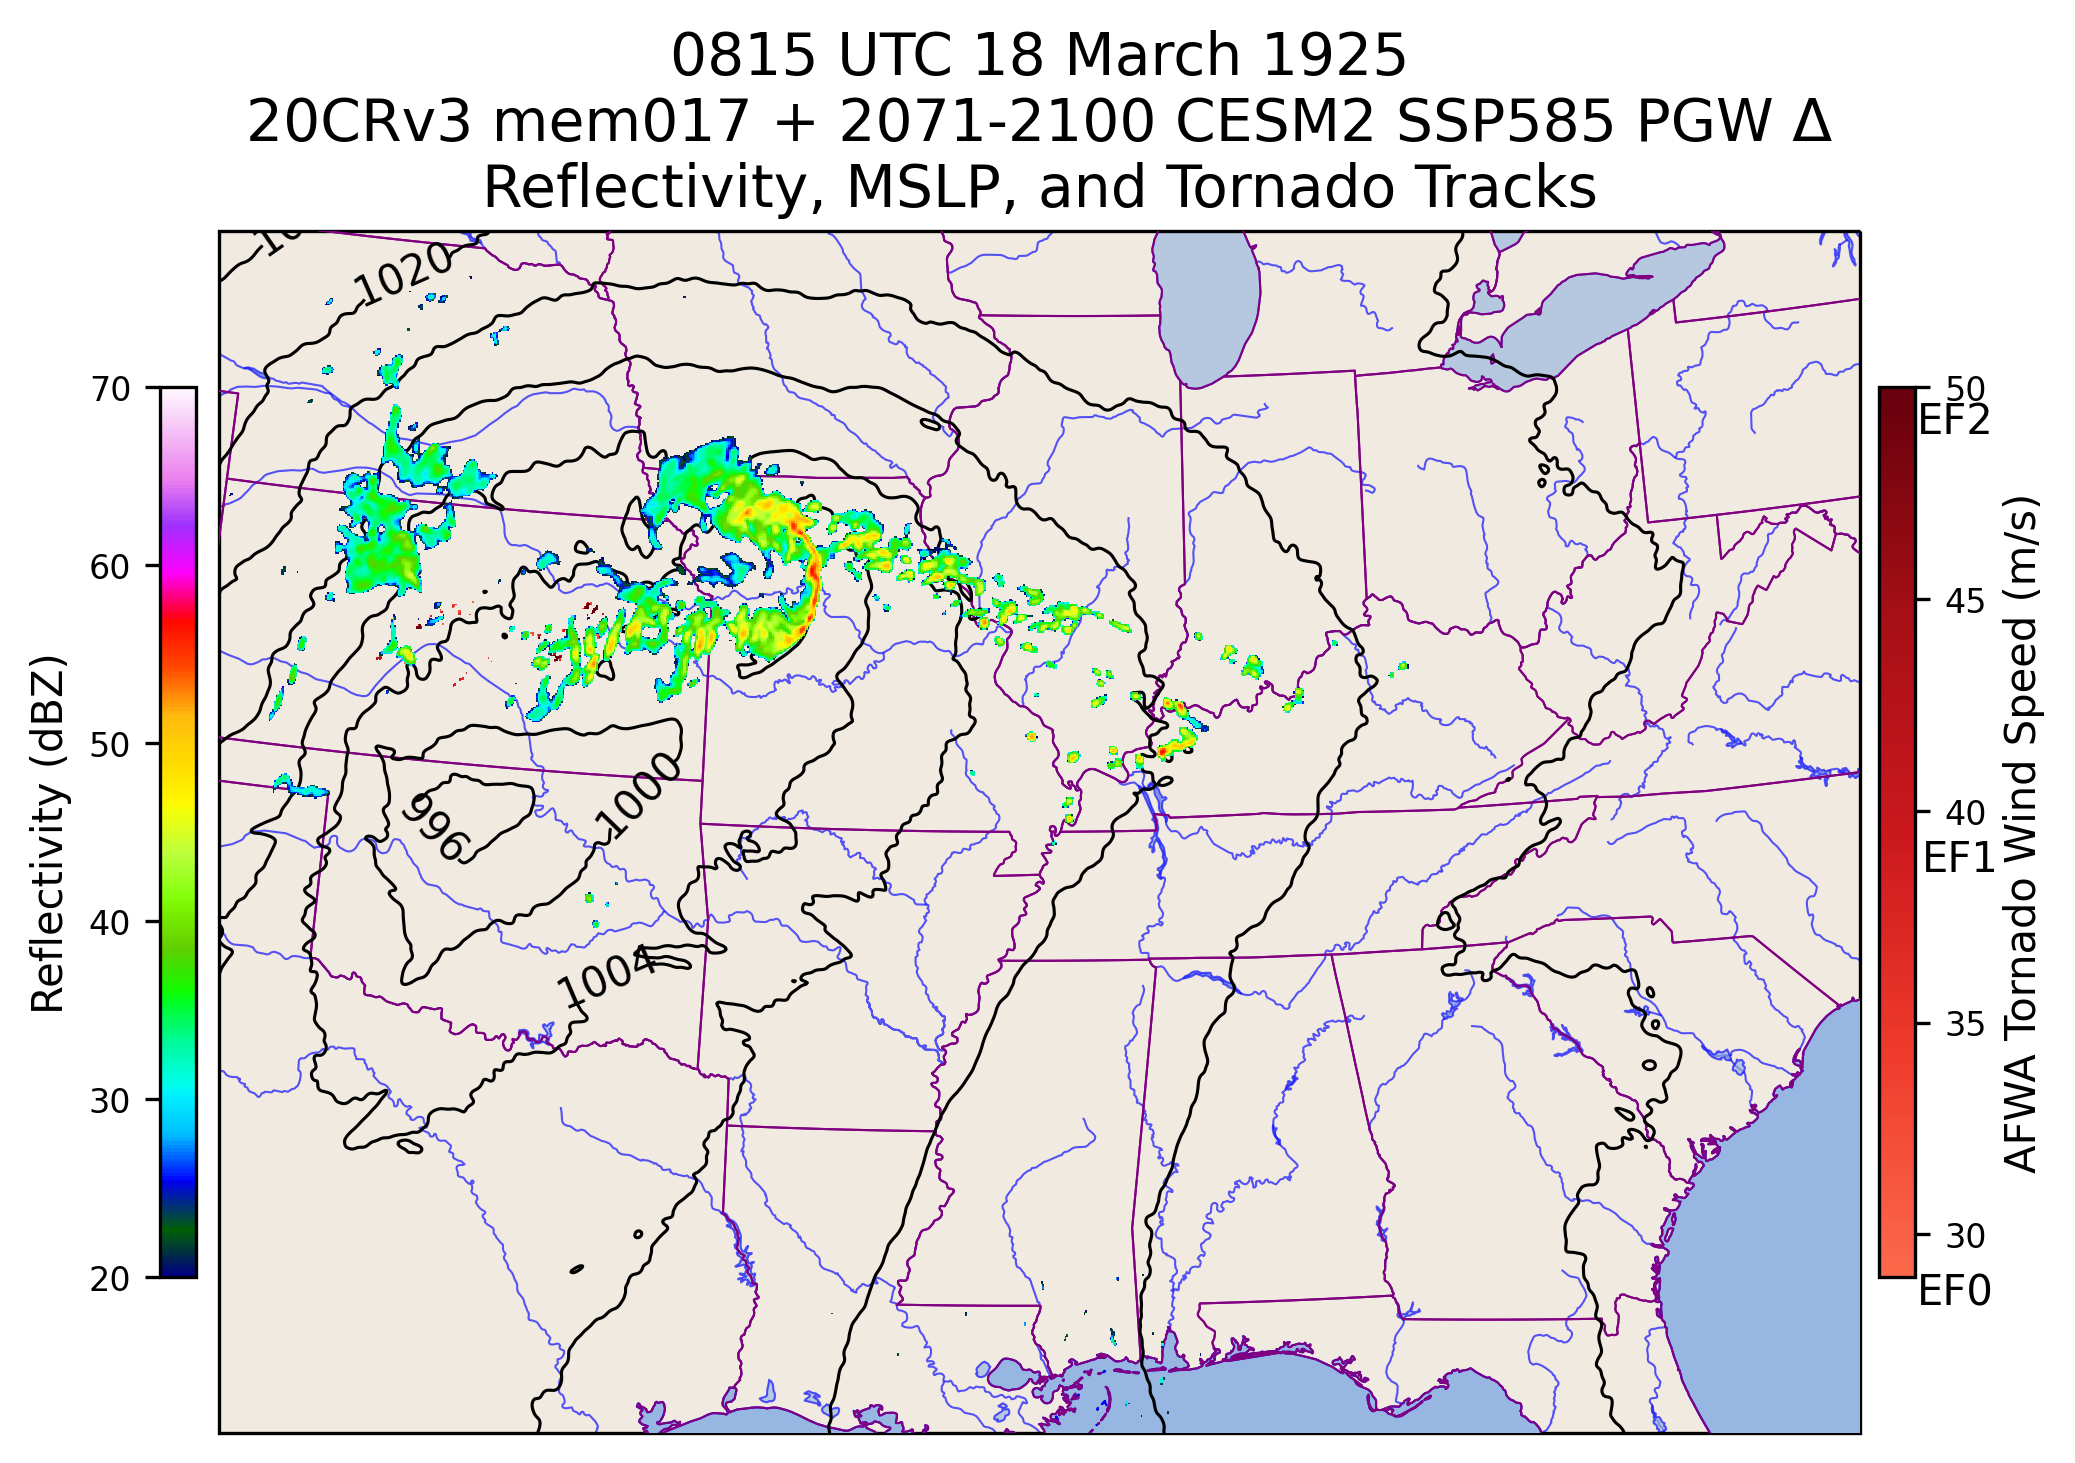 0815 UTC 18 March 1925
20CRv3 mem017 + 2071-2100 CESM2 SSP585 PGW Δ
Reflectivity, MSLP, and Tornado Tracks
1020
1000
996
1004
Reflectivity (dBZ)
70
60
50
40
30
20
50
EF2
45
40
EF1
35
30
EF0
AFWA Tornado Wind Speed (m/s)